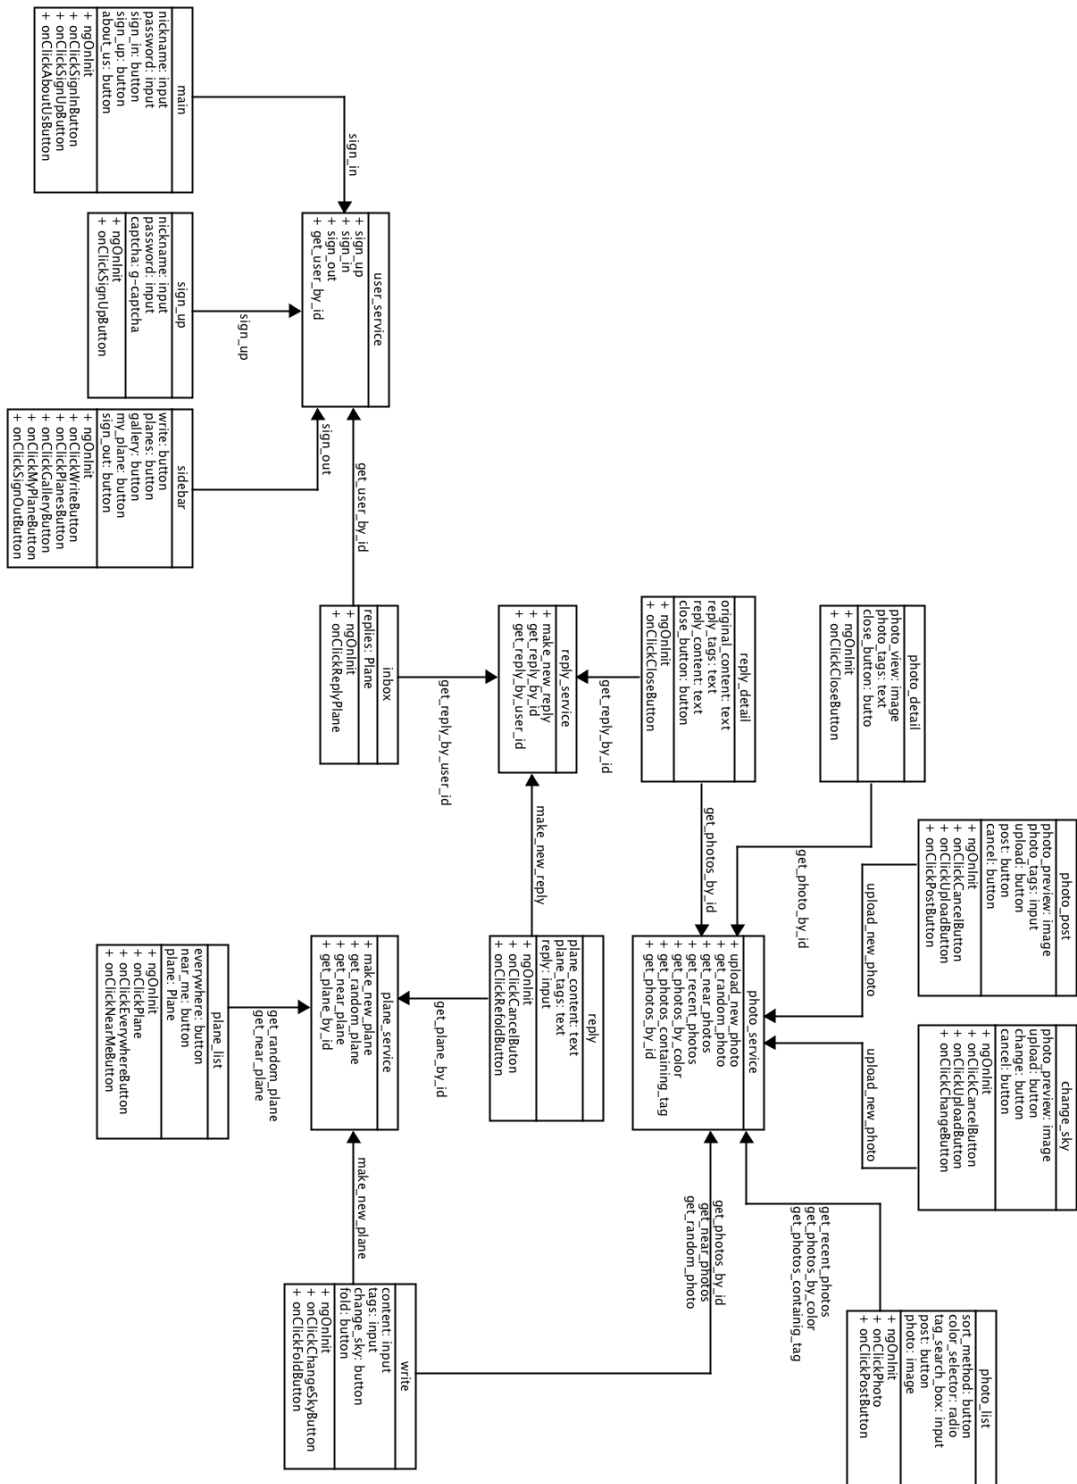 main
nickname: input
password: input
sign_in: button
sign_up: button
about_us: button
+ ngOnInit
+ onClickSignInButton
+ onClickSignUpButton
+ onClickAboutUsButton
sign_in
sign_up
nickname: input
password: input
captcha: g-captcha
+ ngOnInit
+ onClickSignUpButton
sign_up
sidebar
write: button
planes: button
gallery: button
my_plane: button
sign_out: button
+ ngOnInit
+ onClickWriteButton
+ onClickPlanesButton
+ onClickGalleryButton
+ onClickMyPlaneButton
+ onClickSignOutButton
sign_out
user_service
+ sign_up
+ sign_in
+ sign_out
+ get_user_by_id
get_user_by_id
inbox
replies: Plane
+ ngOnInit
+ onClickReplyPlane
get_reply_by_user_id
reply_service
+ make_new_reply
+ get_reply_by_id
+ get_reply_by_user_id
get_reply_by_id
reply_detail
original_content: text
reply_tags: text
reply_content: text
close_button: button
+ ngOnInit
+ onClickCloseButton
get_photos_by_id
photo_detail
photo_view: image
photo_tags: text
close_button: butto
+ ngOnInit
+ onClickCloseButton
get_photo_by_id
photo_post
photo_preview: image
photo_tags: input
upload: button
post: button
cancel: button
+ ngOnInit
+ onClickCancelButton
+ onClickUploadButton
+ onClickPostButton
upload_new_photo
change_sky
photo_preview: image
upload: button
change: button
cancel: button
+ ngOnInit
+ onClickCancelButton
+ onClickUploadButton
+ onClickChangeButton
upload_new_photo
photo_service
+ upload_new_photo
+ get_random_photo
+ get_near_photos
+ get_recent_photos
+ get_photos_by_color
+ get_photos_containing_tag
+ get_photos_by_id
make_new_reply
reply
plane_content: text
plane_tags: text
reply: input
+ ngOnInit
+ onClickCancelButon
+ onClickRefoldButton
get_plane_by_id
plane_service
+ make_new_plane
+ get_random_plane
+ get_near_plane
+ get_plane_by_id
get_random_plane
get_near_plane
plane_list
everywhere: button
near_me: button
plane: Plane
+ ngOnInit
+ onClickPlane
+ onClickEverywhereButton
+ onClickNearMeButton
make_new_plane
write
content: input
tags: input
change_sky: button
fold: button
+ ngOnInit
+ onClickChangeSkyButton
+ onClickFoldButton
get_photos_by_id
get_near_photos
get_random_photo
get_recent_photos
get_photos_by_color
get_photos_containig_tag
photo_list
sort_method: button
color_selector: radio
tag_search_box: input
post: button
photo: image
+ ngOnInit
+ onClickPhoto
+ onClickPostButton